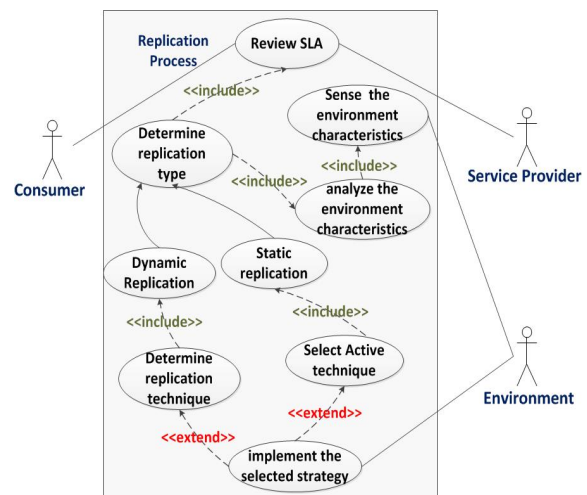 Replication
Process
Review SLA
<<include>>
Sense the
environment
characteristics
Determine
replication
type
<<include>>
<<include>>
analyze the
environment
characteristics
Consumer
Service Provider
Dynamic
Replication
Static
replication
<<include>>
<<include>>
Determine
replication
technique
Select Active
technique
Environment
<<extend>>
<<extend>>
implement the
selected strategy